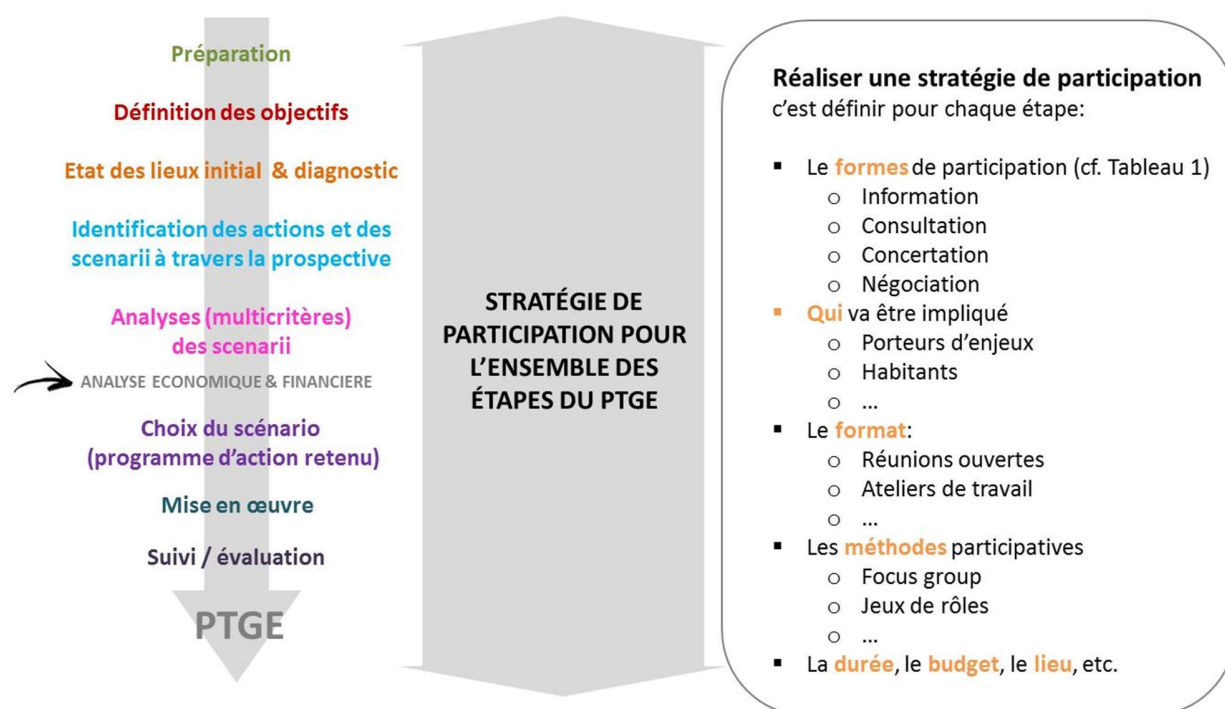 Préparation
Définition des objectifs
Etat des lieux initial & diagnostic
Identification des actions et des
scenarii à travers la prospective
Analyses (multicritères)
des scenarii
ANALYSE ECONOMIQUE & FINANCIERE
Choix du scénario
(programme d'action retenu)
Mise en œuvre
Suivi / évaluation
PTGE
STRATÉGIE DE
PARTICIPATION POUR
L'ENSEMBLE DES
ÉTAPES DU PTGE
Réaliser une stratégie de participation
c'est définir pour chaque étape:
▪ Le formes de participation (cf. Tableau 1)
o Information
o Consultation
o Concertation
o Négociation
▪ Qui va être impliqué
o Porteurs d'enjeux
o Habitants
o ...
▪ Le format:
o Réunions ouvertes
o Ateliers de travail
o ...
▪ Les méthodes participatives
o Focus group
o Jeux de rôles
o ...
▪ La durée, le budget, le lieu, etc.